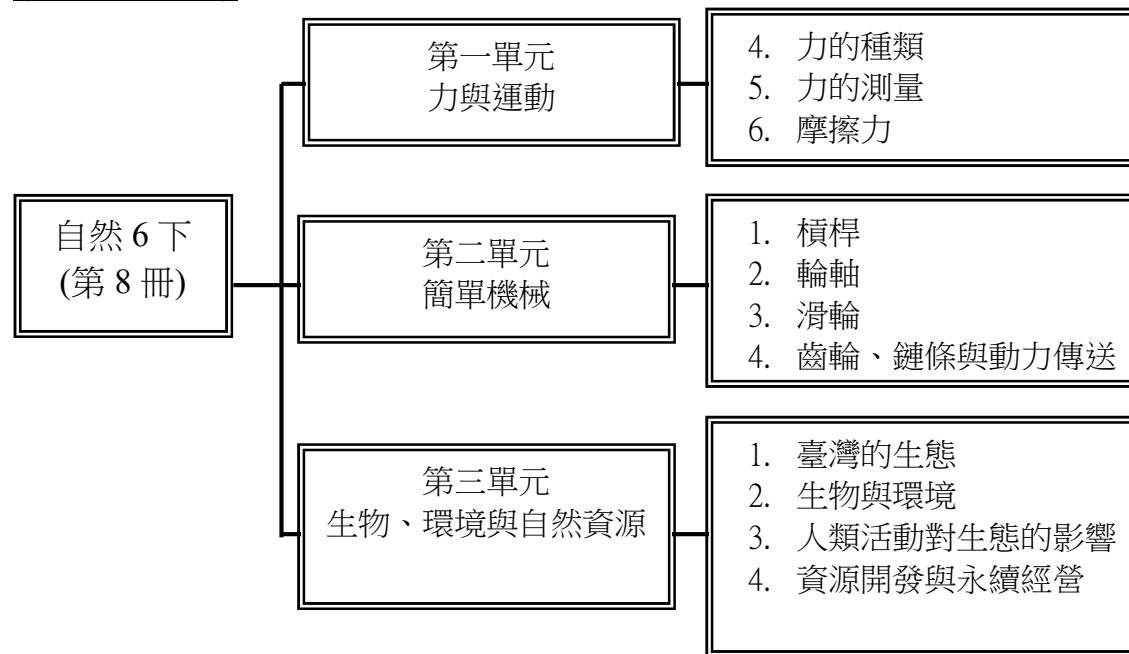 自然 6 下
(第 8 冊)
第一單元
力與運動
4. 力的種類
5. 力的測量
6. 摩擦力
第二單元
簡單機械
1. 槓桿
2. 輪軸
3. 滑輪
4. 齒輪、鏈條與動力傳送
第三單元
生物、環境與自然資源
1. 臺灣的生態
2. 生物與環境
3. 人類活動對生態的影響
4. 資源開發與永續經營